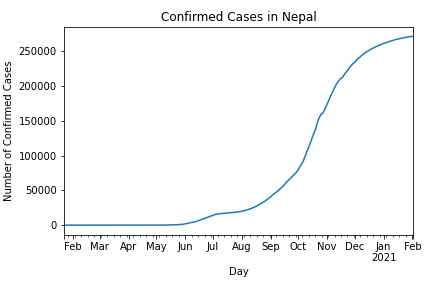 Confirmed Cases in Nepal
Number of Confirmed Cases
250000
200000
150000
100000
50000
0
Feb Mar Apr May Jun Jul Aug Sep Oct Nov Dec Jan Feb
2021
Day